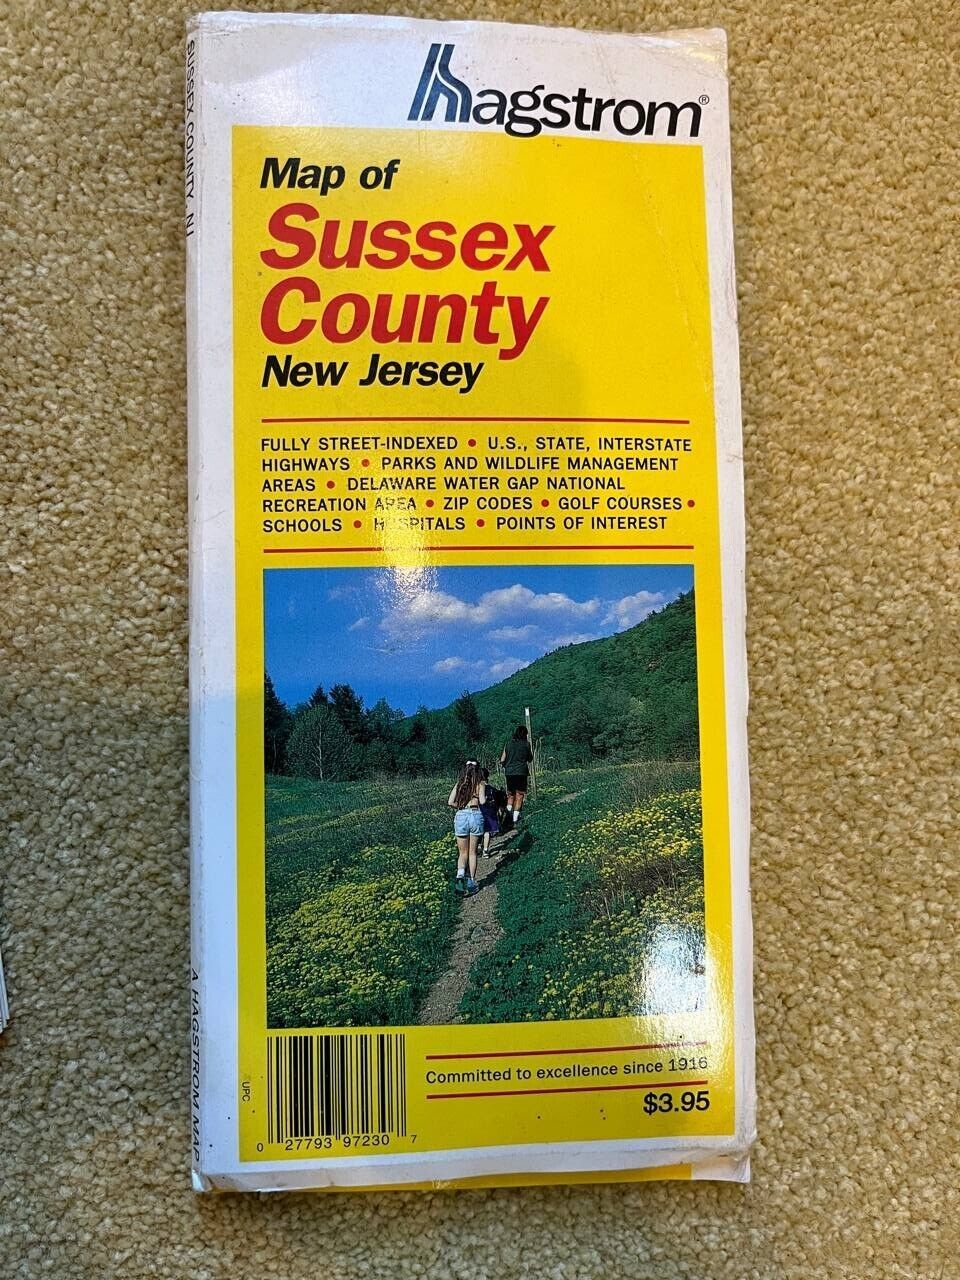 hagstrom®
Map of
Sussex
County
New Jersey
FULLY STREET-INDEXED • U.S., STATE, INTERSTATE
HIGHWAYS • PARKS AND WILDLIFE MANAGEMENT
AREAS • DELAWARE WATER GAP NATIONAL
RECREATION AREA • ZIP CODES • GOLF COURSES •
SCHOOLS • HOSPITALS • POINTS OF INTEREST
Committed to excellence since 1916
$3.95
UPC
0 27793 97230 7
SUSSEX COUNTY, NJ
A HAGSTROM MAP